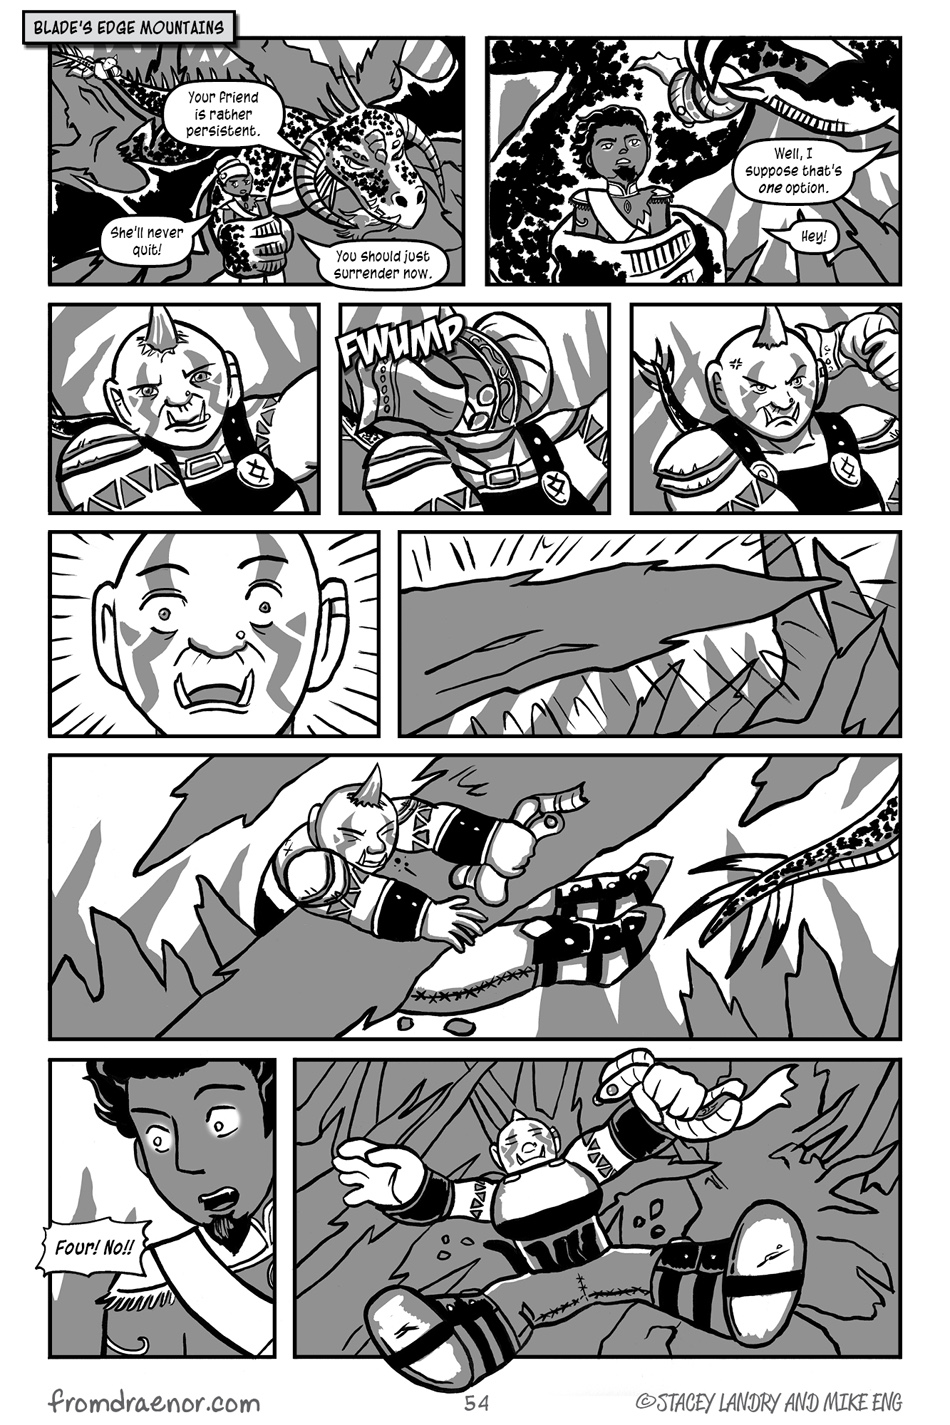 BLADE'S EDGE MOUNTAINS
Your friend
is rather
persistent.
She'll never
quit!
You should just
surrender now.
Well, I
suppose that's
one option.
Hey!
FWUMP
Four! No!!
fromdraenor.com
54
©STACEY LANDRY AND MIKE ENG